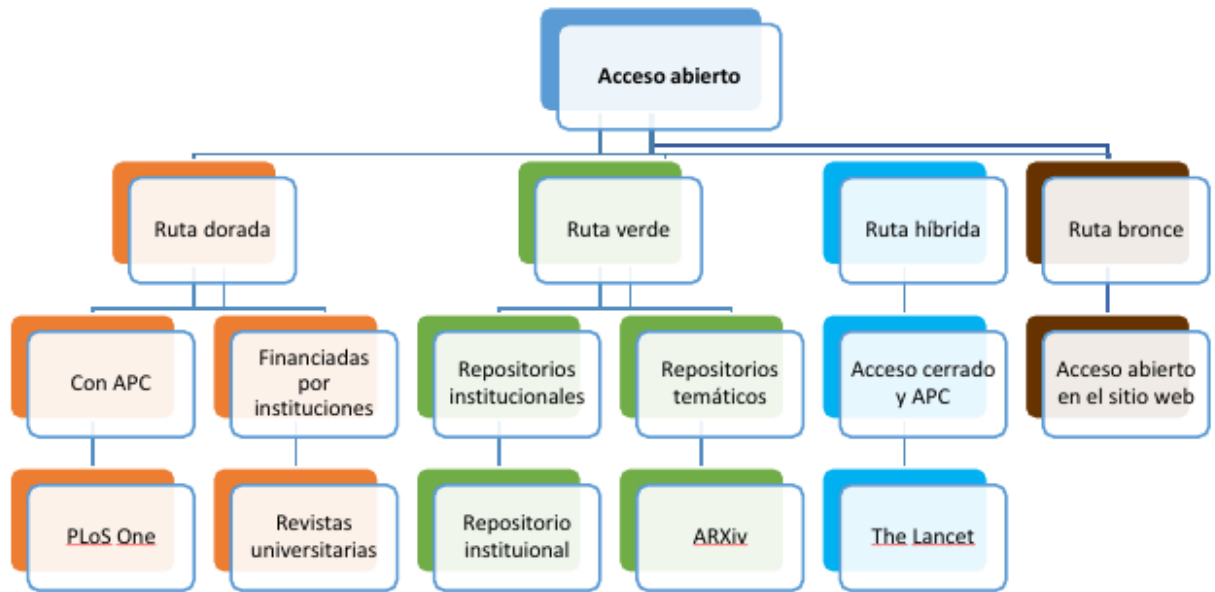 Acceso abierto
Ruta dorada
Ruta verde
Ruta híbrida
Ruta bronce
Con APC
Financiadas
por
instituciones
Repositorios
institucionales
Repositorios
temáticos
Acceso cerrado
y APC
Acceso abierto
en el sitio web
PLoS One
Revistas
universitarias
Repositorio
instituional
ARXiv
The Lancet